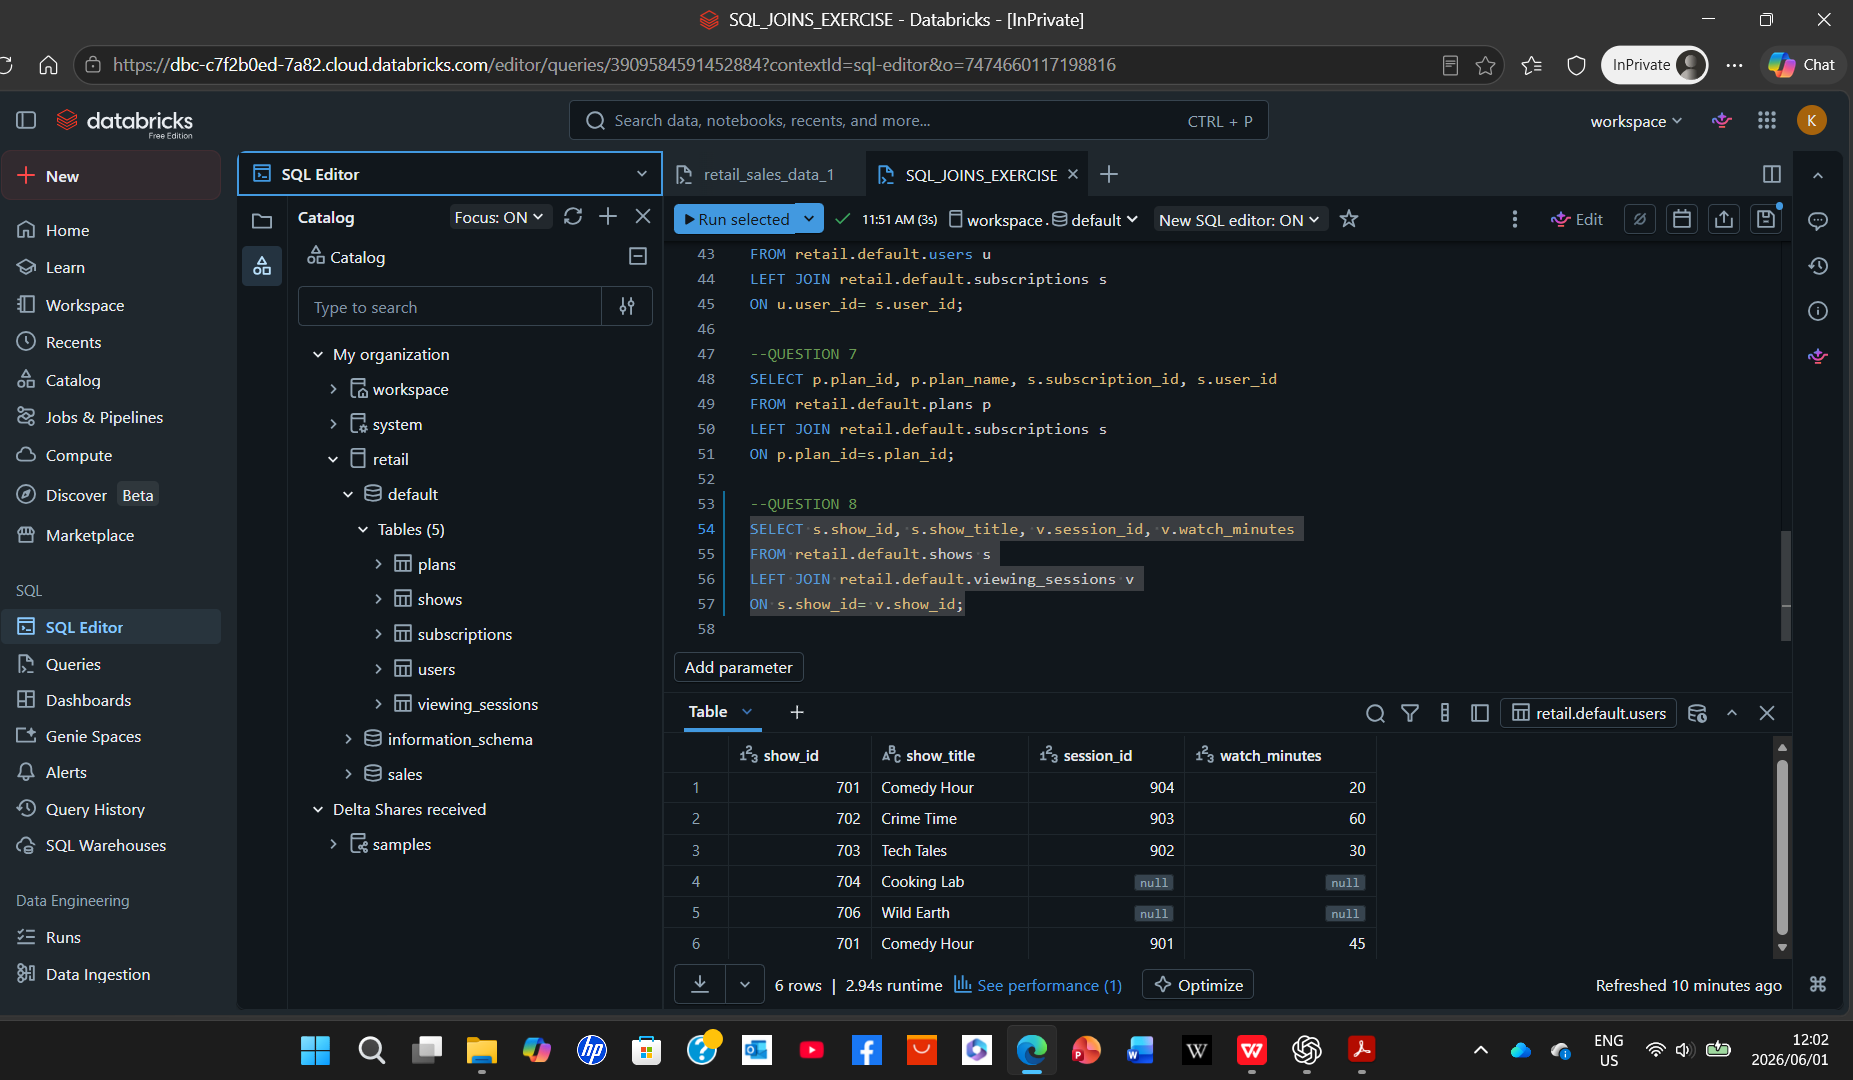 SQL_JOINS_EXERCISE - Databricks - [InPrivate]
https://dbc-c7f2b0ed-7a82.cloud.databricks.com/editor/queries/3909584591452884?contextId=sql-editor&o=7474660117198816
InPrivate
Chat
databricks
Free Edition
Search data, notebooks, recents, and more...
CTRL + P
workspace
K
New
Home
Learn
Workspace
Recents
Catalog
Jobs & Pipelines
Compute
Discover Beta
Marketplace
SQL
SQL Editor
Queries
Dashboards
Genie Spaces
Alerts
Query History
SQL Warehouses
Data Engineering
Runs
Data Ingestion
SQL Editor
Catalog
Focus: ON
Catalog
Type to search
My organization
workspace
system
retail
default
Tables (5)
plans
shows
subscriptions
users
viewing_sessions
information_schema
sales
Delta Shares received
samples
retail_sales_data_1
SQL_JOINS_EXERCISE
Run selected
11:51 AM (3s)
workspace . default
New SQL editor: ON
Edit
43 FROM retail.default.users u
44 LEFT JOIN retail.default.subscriptions s
45 ON u.user_id= s.user_id;
46
47 --QUESTION 7
48 SELECT p.plan_id, p.plan_name, s.subscription_id, s.user_id
49 FROM retail.default.plans p
50 LEFT JOIN retail.default.subscriptions s
51 ON p.plan_id=s.plan_id;
52
53 --QUESTION 8
54 SELECT s.show_id, s.show_title, v.session_id, v.watch_minutes
55 FROM retail.default.shows s
56 LEFT JOIN retail.default.viewing_sessions v
57 ON s.show_id= v.show_id;
58
Add parameter
Table
retail.default.users
show_id show_title session_id watch_minutes
1 701 Comedy Hour 904 20
2 702 Crime Time 903 60
3 703 Tech Tales 902 30
4 704 Cooking Lab null null
5 706 Wild Earth null null
6 701 Comedy Hour 901 45
6 rows | 2.94s runtime
See performance (1)
Optimize
Refreshed 10 minutes ago
ENG
US
12:02
2026/06/01